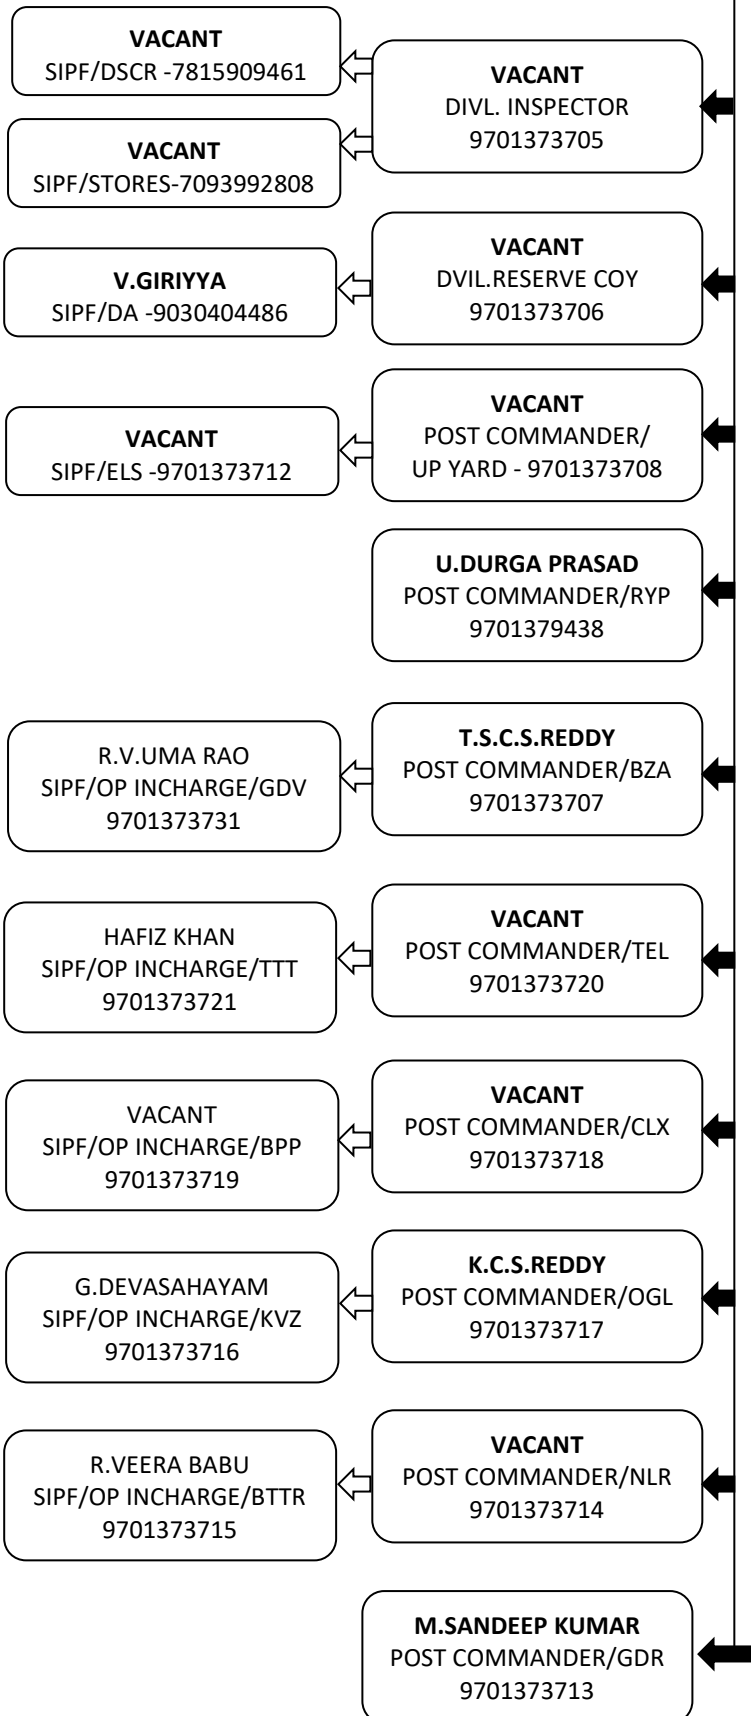 VACANT
SIPF/DSCR -7815909461
VACANT
DIVL. INSPECTOR
9701373705
VACANT
SIPF/STORES-7093992808
V.GIRIYYA
SIPF/DA -9030404486
VACANT
DVIL.RESERVE COY
9701373706
VACANT
SIPF/ELS -9701373712
VACANT
POST COMMANDER/
UP YARD - 9701373708
U.DURGA PRASAD
POST COMMANDER/RYP
9701379438
R.V.UMA RAO
SIPF/OP INCHARGE/GDV
9701373731
T.S.C.S.REDDY
POST COMMANDER/BZA
9701373707
HAFIZ KHAN
SIPF/OP INCHARGE/TTT
9701373721
VACANT
POST COMMANDER/TEL
9701373720
VACANT
SIPF/OP INCHARGE/BPP
9701373719
VACANT
POST COMMANDER/CLX
9701373718
G.DEVASAHAYAM
SIPF/OP INCHARGE/KVZ
9701373716
K.C.S.REDDY
POST COMMANDER/OGL
9701373717
R.VEERA BABU
SIPF/OP INCHARGE/BTTR
9701373715
VACANT
POST COMMANDER/NLR
9701373714
M.SANDEEP KUMAR
POST COMMANDER/GDR
9701373713